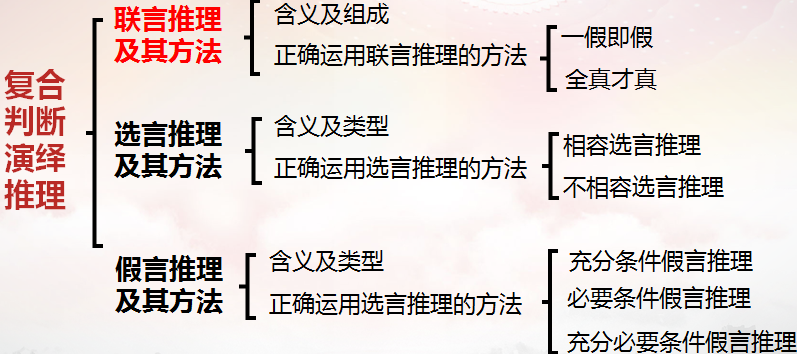 复合
判断
演绎
推理
联言推理
及其方法
含义及组成
正确运用联言推理的方法
一假即假
全真才真
选言推理
及其方法
含义及类型
正确运用选言推理的方法
相容选言推理
不相容选言推理
假言推理
及其方法
含义及类型
正确运用选言推理的方法
充分条件假言推理
必要条件假言推理
充分必要条件假言推理